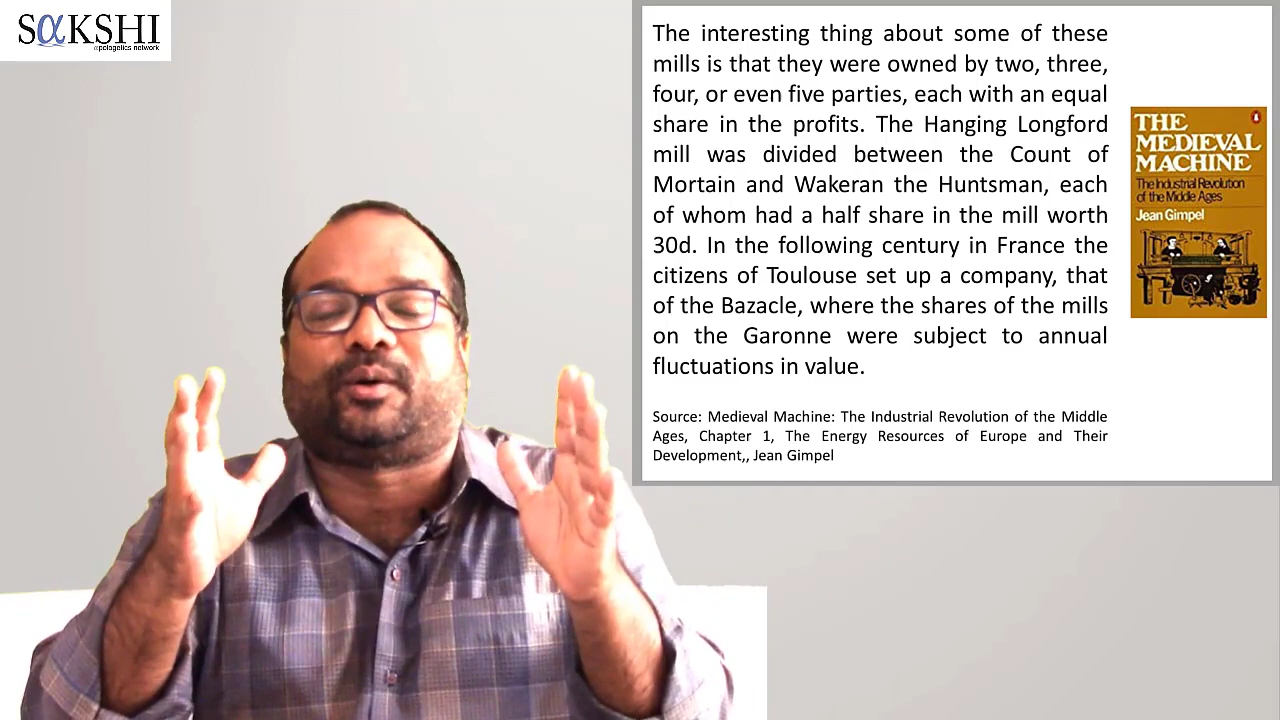 SαKSHI
αpologetics network
The interesting thing about some of these
mills is that they were owned by two, three,
four, or even five parties, each with an equal
share in the profits. The Hanging Longford
mill was divided between the Count of
Mortain and Wakeran the Huntsman, each
of whom had a half share in the mill worth
30d. In the following century in France the
citizens of Toulouse set up a company, that
of the Bazacle, where the shares of the mills
on the Garonne were subject to annual
fluctuations in value.
Source: Medieval Machine: The Industrial Revolution of the Middle
Ages, Chapter 1, The Energy Resources of Europe and Their
Development,, Jean Gimpel
THE
MEDIEVAL
MACHINE
The Industrial Revolution
of the Middle Ages
Jean Gimpel